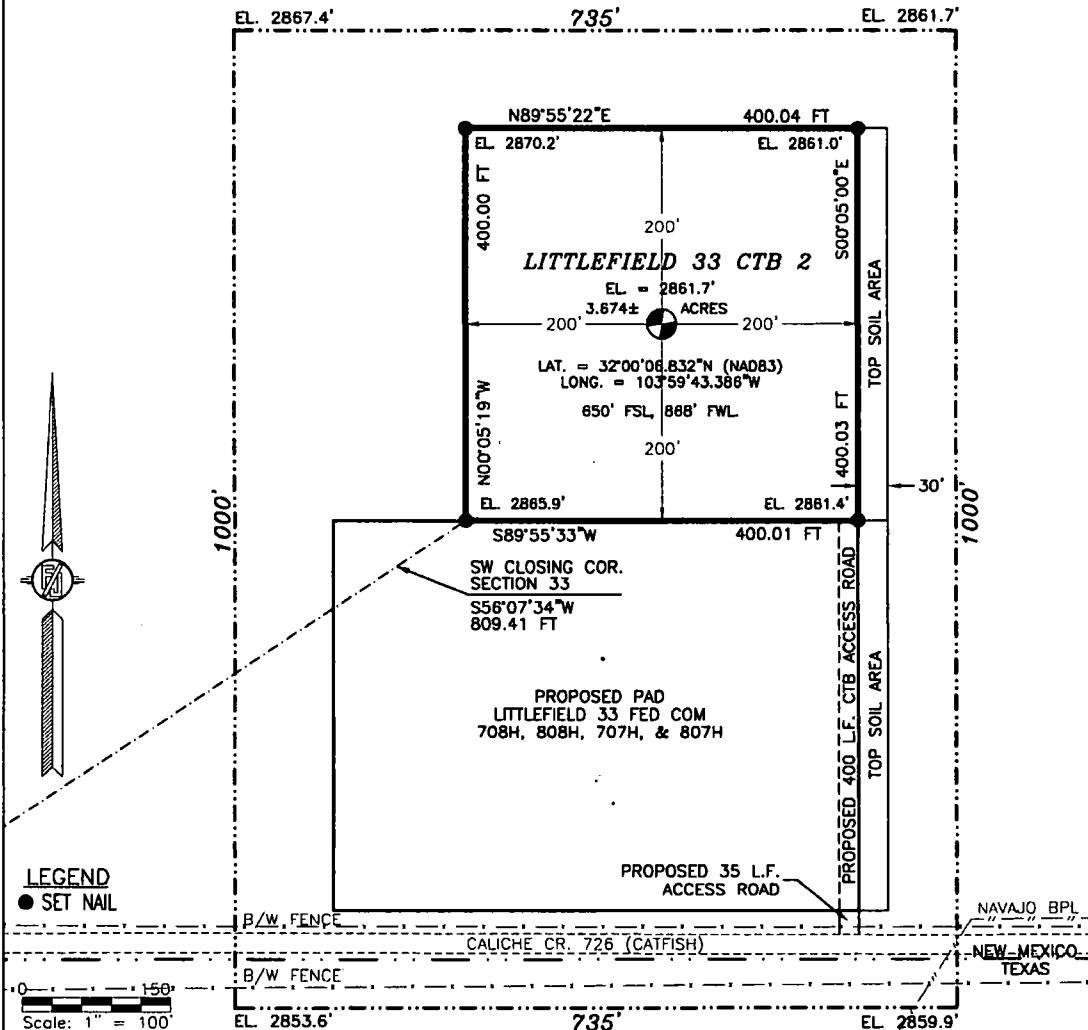 EL. 2867.4'
735'
EL. 2861.7'
N89°55'22"E
400.04 FT
EL. 2870.2'
EL. 2861.0'
400.00 FT
S00°05'00"E
200'
LITTLEFIELD 33 CTB 2
EL. = 2861.7'
3.674± ACRES
200'
200'
TOP SOIL AREA
LAT. = 32°00'06.832"N (NAD83)
LONG. = 103°59'43.386"W
650' FSL, 868' FWL
N00°05'19"W
200'
400.03 FT
30'
EL. 2865.9'
EL. 2861.4'
1000'
1000'
S89°55'33"W
400.01 FT
SW CLOSING COR.
SECTION 33
S56°07'34"W
809.41 FT
PROPOSED 400 L.F. CTB ACCESS ROAD
TOP SOIL AREA
PROPOSED PAD
LITTLEFIELD 33 FED COM
708H, 808H, 707H, & 807H
PROPOSED 35 L.F.
ACCESS ROAD
LEGEND
SET NAIL
B/W FENCE
NAVAJO BPL
CALICHE CR. 726 (CATFISH)
NEW MEXICO
TEXAS
B/W FENCE
0 150'
Scale: 1" = 100'
EL. 2853.6'
735'
EL. 2859.9'